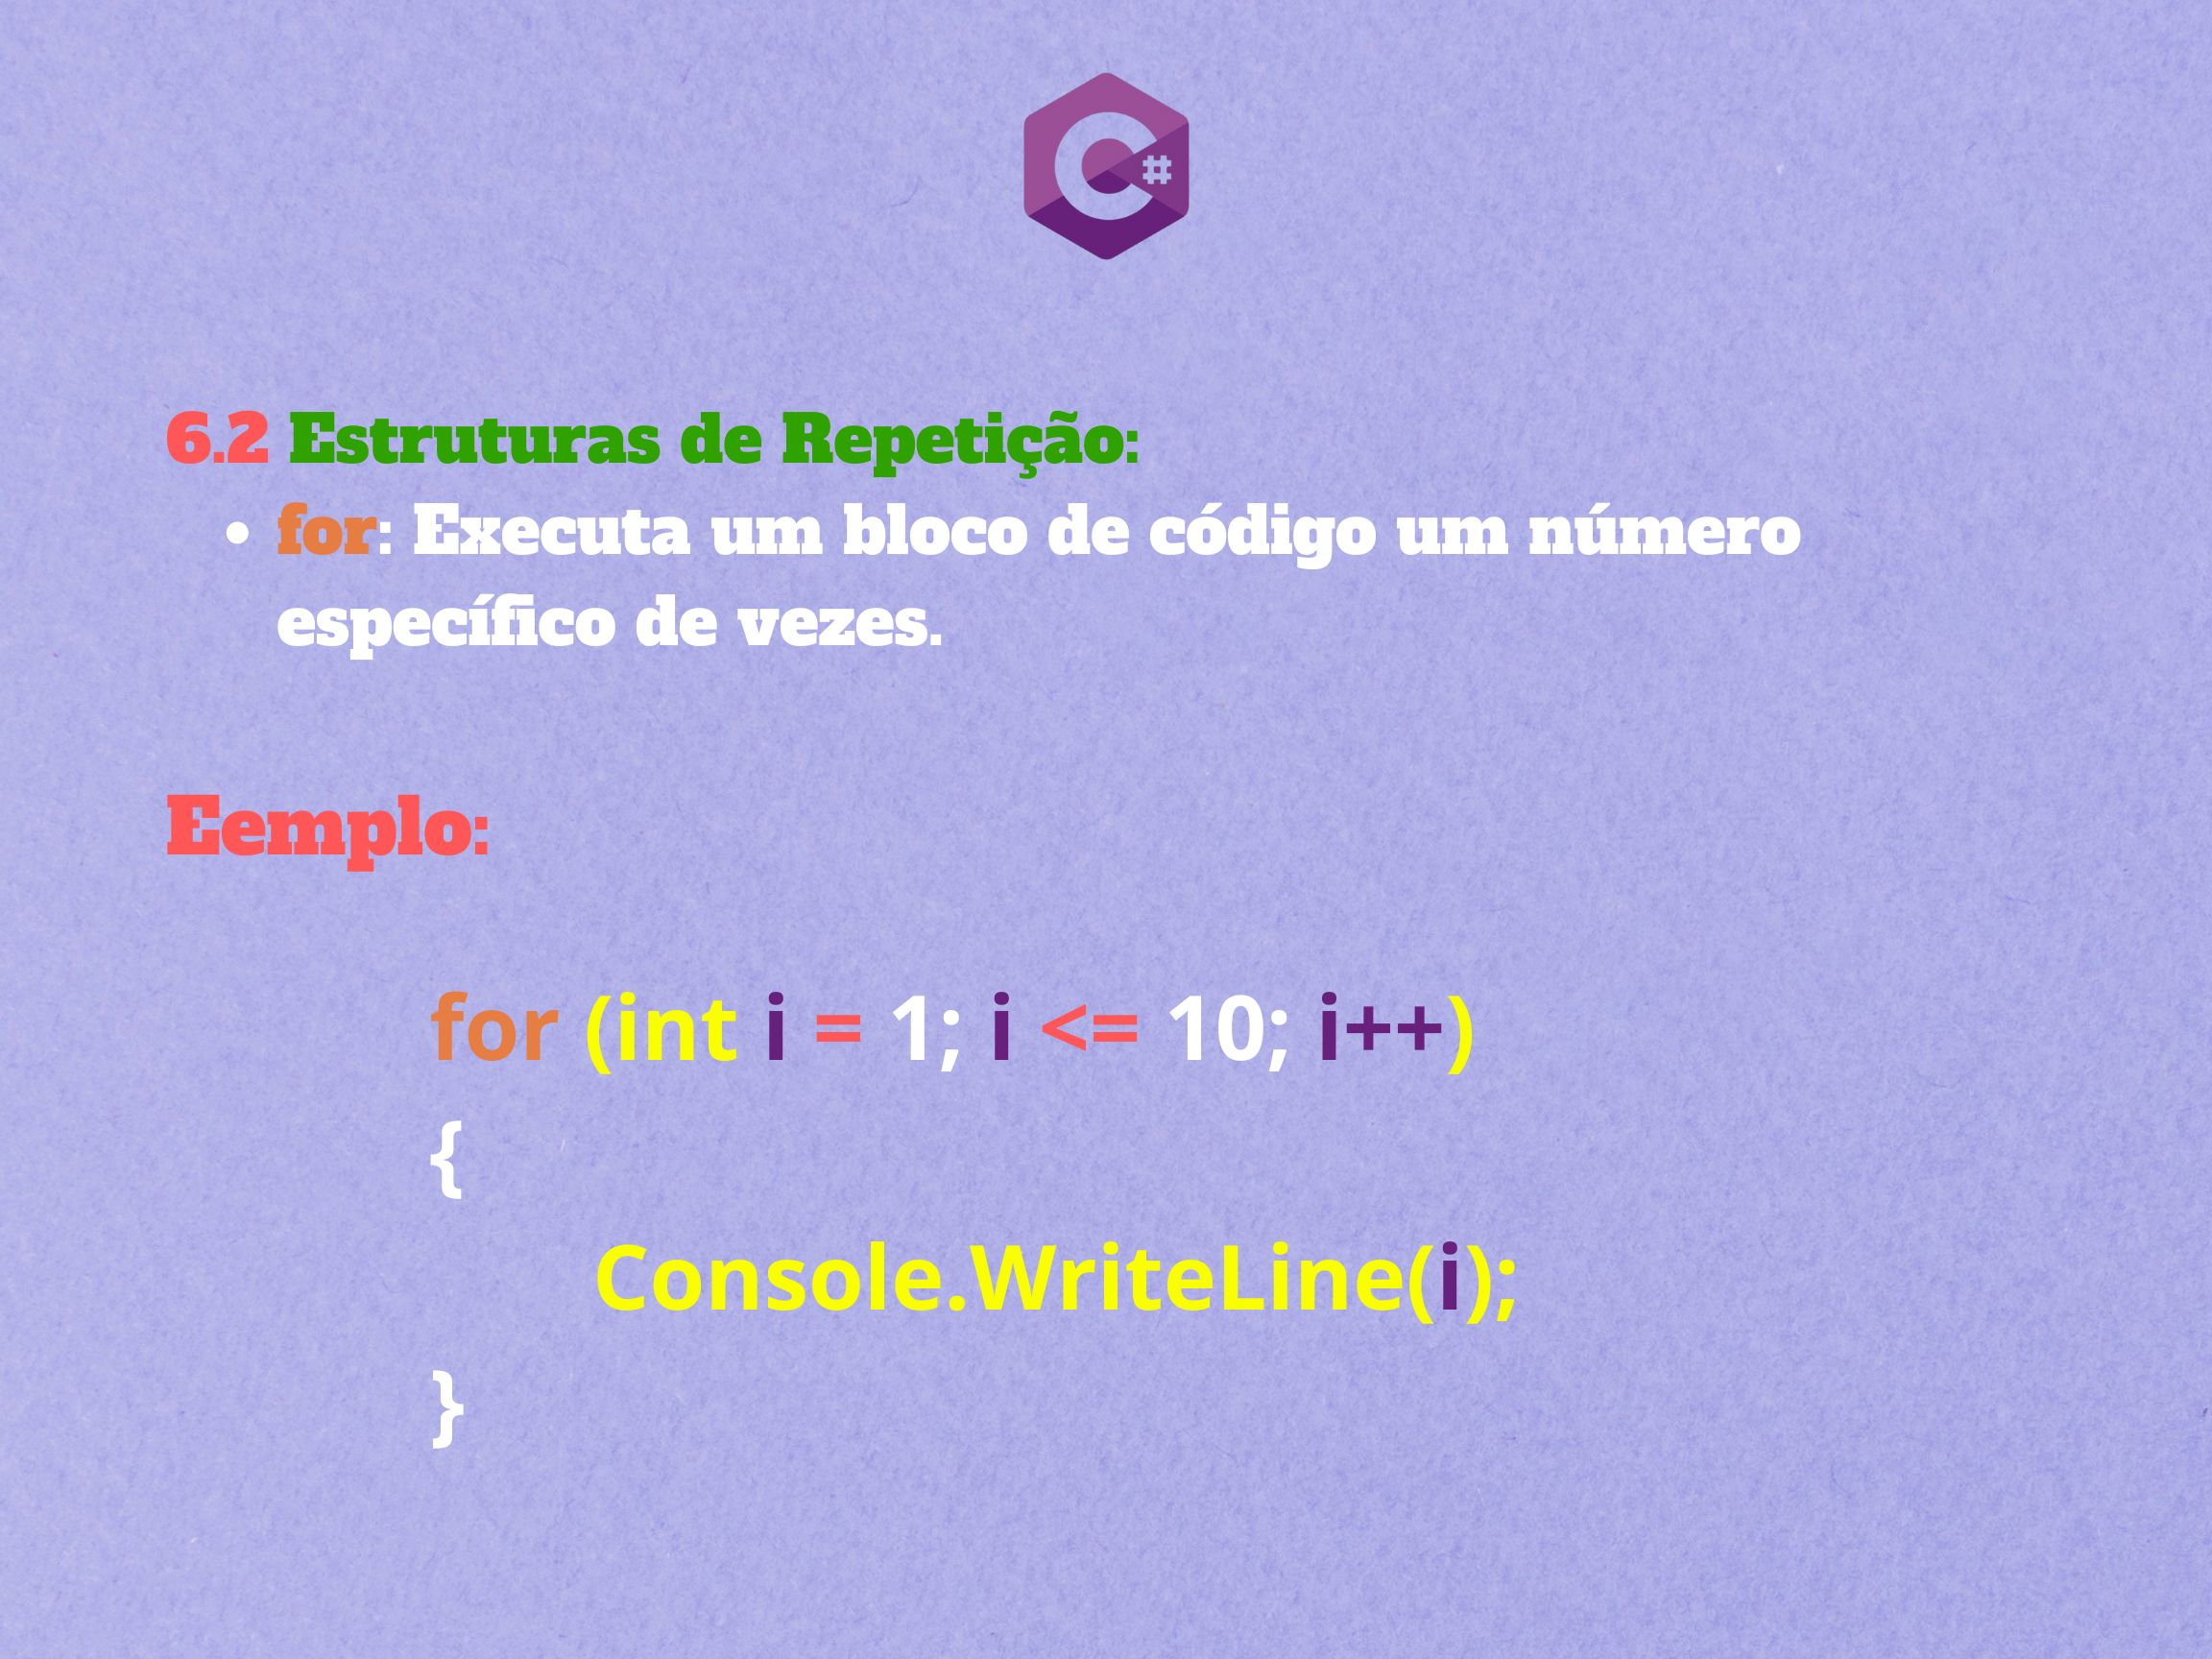 C#
6.2 Estruturas de Repetição:
• for: Executa um bloco de código um número
específico de vezes.
Eemplo:
for (int i = 1; i <= 10; i++)
{
Console.WriteLine(i);
}